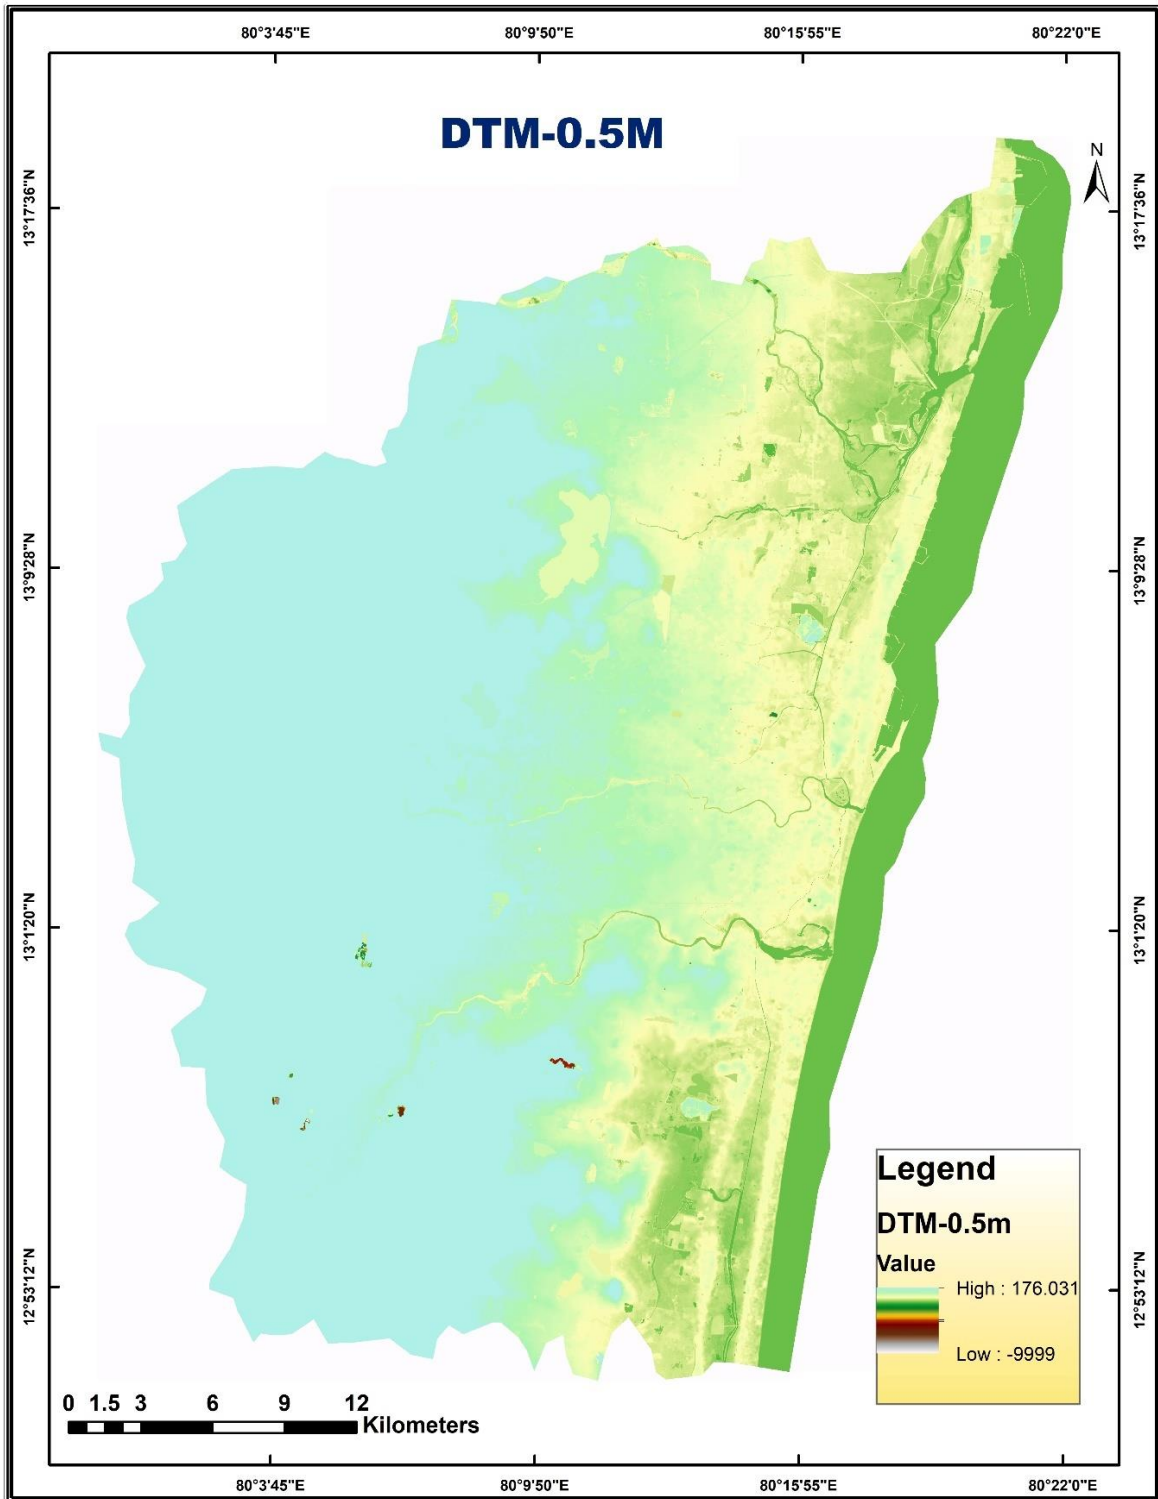 80°3'45"E 80°9'50"E 80°15'55"E 80°22'0"E
DTM-0.5M
N
13°17'36"N 13°17'36"N
13°9'28"N 13°9'28"N
13°1'20"N 13°1'20"N
12°53'12"N 12°53'12"N
Legend
DTM-0.5m
Value
High : 176.031
Low : -9999
0 1.5 3 6 9 12
Kilometers
80°3'45"E 80°9'50"E 80°15'55"E 80°22'0"E